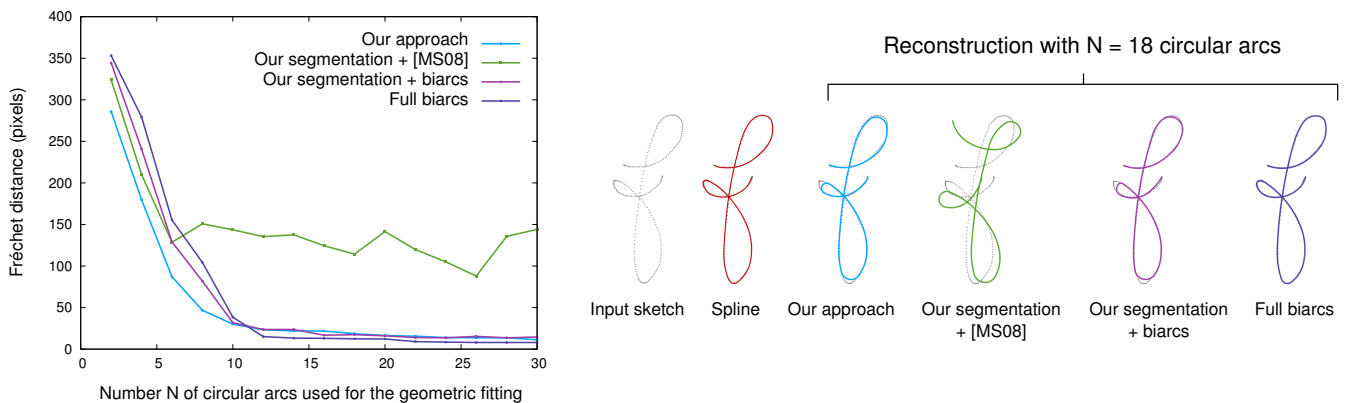 400
350
300
250
200
150
100
50
0
Fréchet distance (pixels)
Our approach
Our segmentation + [MS08]
Our segmentation + biarcs
Full biarcs
0 5 10 15 20 25 30
Number N of circular arcs used for the geometric fitting
Reconstruction with N = 18 circular arcs
Input sketch
Spline
Our approach
Our segmentation
+ [MS08]
Our segmentation
+ biarcs
Full biarcs